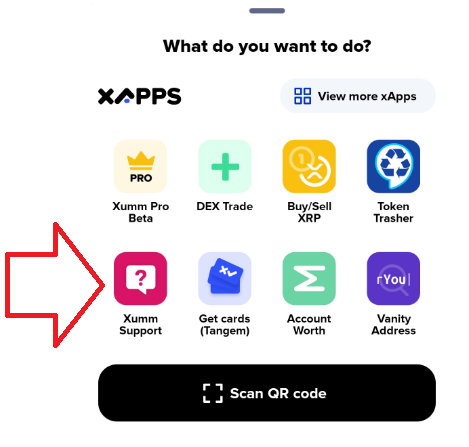 What do you want to do?
XAPPS
View more xApps
PRO
1
Xumm Pro
Beta
DEX Trade
Buy/Sell
XRP
Token
Trasher
?
rYou
Xumm
Support
Get cards
(Tangem)
Account
Worth
Vanity
Address
Scan QR code